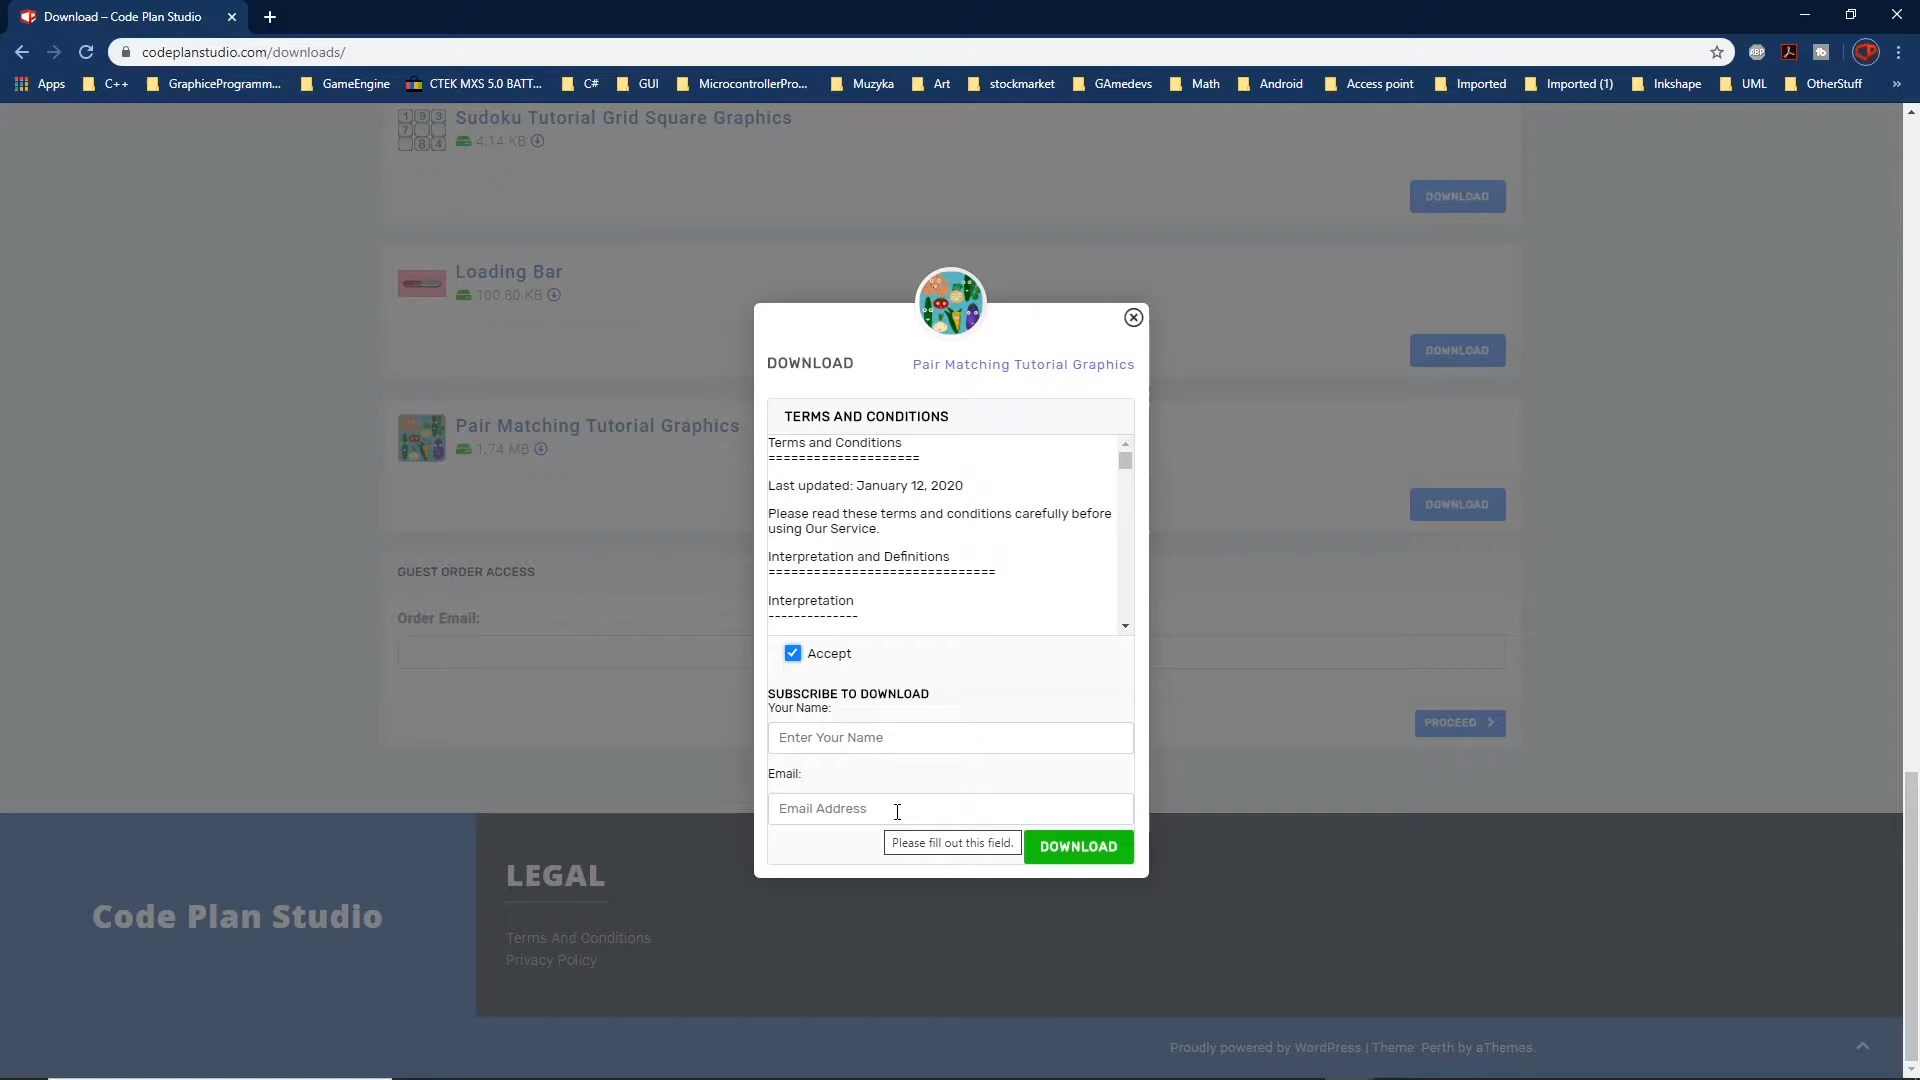 Download – Code Plan Studio
codeplanstudio.com/downloads/
ABP
Apps
C++
GraphiceProgramm...
GameEngine
CTEK MXS 5.0 BATT...
C#
GUI
MicrocontrollerPro...
Muzyka
Art
stockmarket
GAmedevs
Math
Android
Access point
Imported
Imported (1)
Inkshape
UML
OtherStuff
»
Sudoku Tutorial Grid Square Graphics
4.14 KB
DOWNLOAD
Loading Bar
100.60 KB
DOWNLOAD
Pair Matching Tutorial Graphics
1.74 MB
DOWNLOAD
GUEST ORDER ACCESS
Order Email:
PROCEED
DOWNLOAD
Pair Matching Tutorial Graphics
TERMS AND CONDITIONS
Terms and Conditions
====================
Last updated: January 12, 2020
Please read these terms and conditions carefully before
using Our Service.
Interpretation and Definitions
==============================
Interpretation
--------------
Accept
SUBSCRIBE TO DOWNLOAD
Your Name:
Enter Your Name
Email:
Email Address
Please fill out this field.
DOWNLOAD
Code Plan Studio
LEGAL
Terms And Conditions
Privacy Policy
Proudly powered by WordPress | Theme: Perth by aThemes.